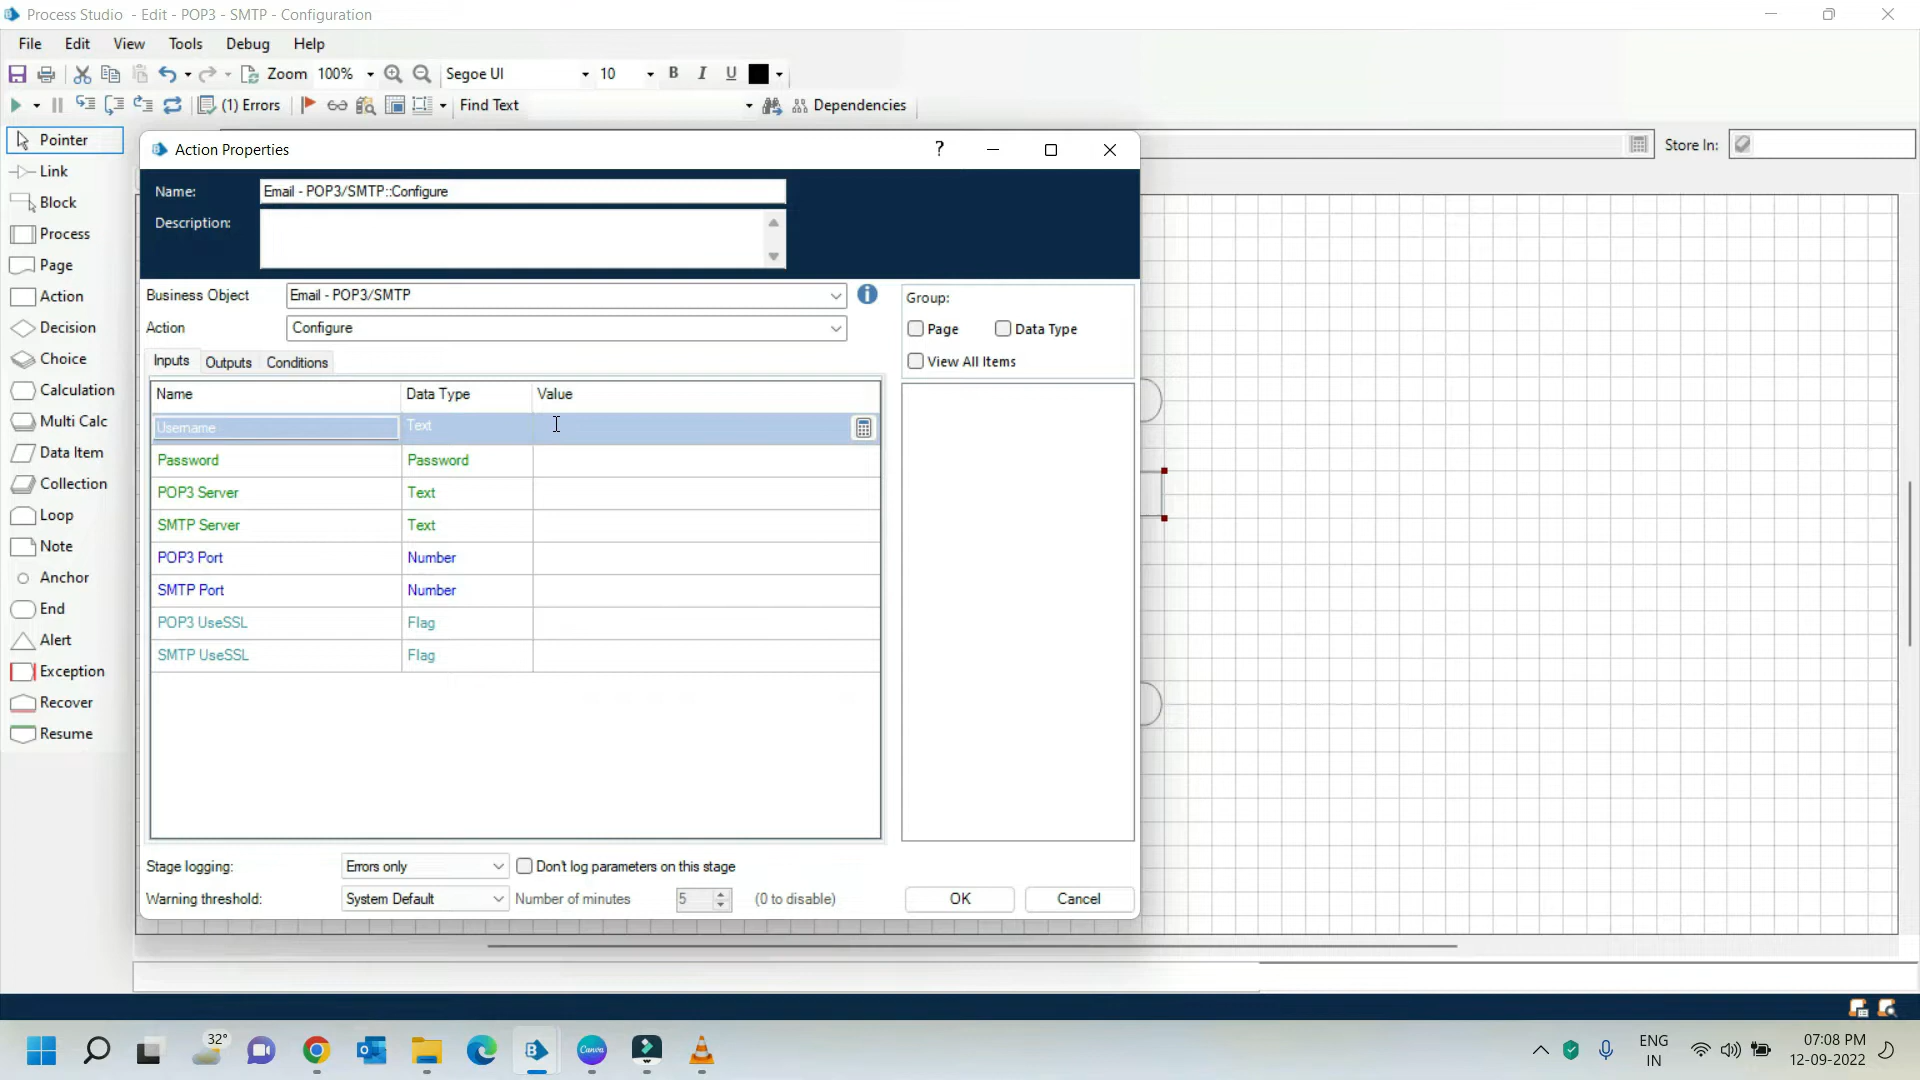 Process Studio - Edit - POP3 - SMTP - Configuration
File Edit View Tools Debug Help
Zoom 100% Segoe UI 10 B I U
(1) Errors Find Text Dependencies
Pointer
Link
Block
Process
Page
Action
Decision
Choice
Calculation
Multi Calc
Data Item
Collection
Loop
Note
Anchor
End
Alert
Exception
Recover
Resume
Store In:
Action Properties
?
Name: Email - POP3/SMTP::Configure
Description:
Business Object Email - POP3/SMTP
Action Configure
Group:
Page Data Type
View All Items
Inputs Outputs Conditions
Name Data Type Value
Username Text
Password Password
POP3 Server Text
SMTP Server Text
POP3 Port Number
SMTP Port Number
POP3 UseSSL Flag
SMTP UseSSL Flag
Stage logging: Errors only Don't log parameters on this stage
Warning threshold: System Default Number of minutes 5 (0 to disable)
OK Cancel
32°
Canva
ENG
IN
07:08 PM
12-09-2022